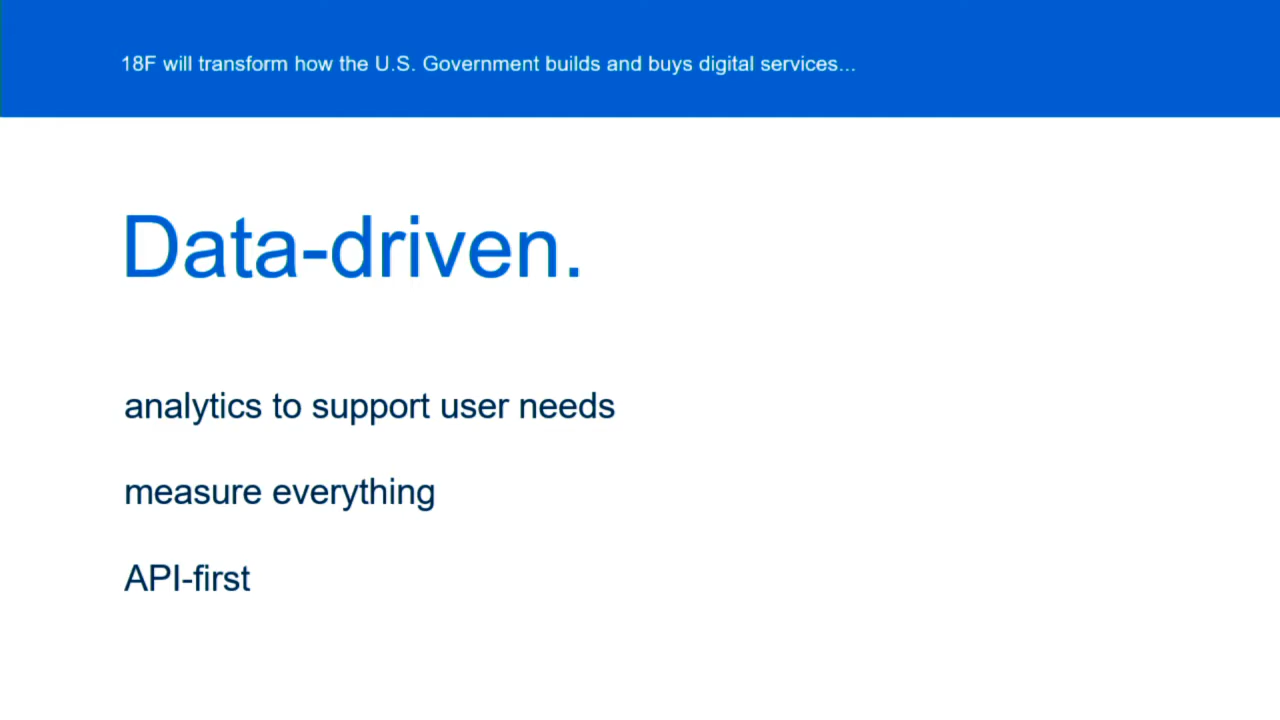 18F will transform how the U.S. Government builds and buys digital services...
Data-driven.
analytics to support user needs
measure everything
API-first